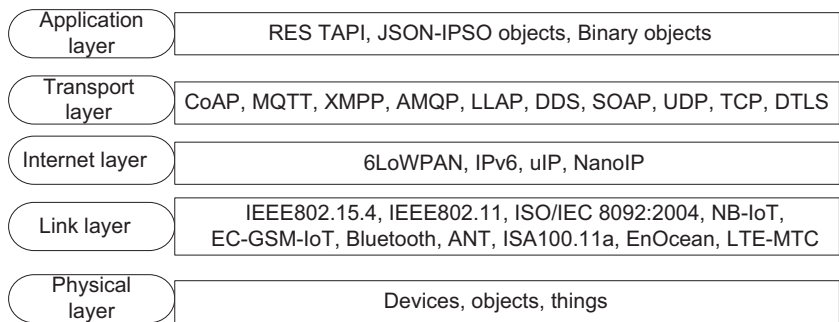 Application
layer
RES TAPI, JSON-IPSO objects, Binary objects
Transport
layer
CoAP, MQTT, XMPP, AMQP, LLAP, DDS, SOAP, UDP, TCP, DTLS
Internet layer
6LoWPAN, IPv6, uIP, NanoIP
Link layer
IEEE802.15.4, IEEE802.11, ISO/IEC 8092:2004, NB-IoT,
EC-GSM-IoT, Bluetooth, ANT, ISA100.11a, EnOcean, LTE-MTC
Physical
layer
Devices, objects, things